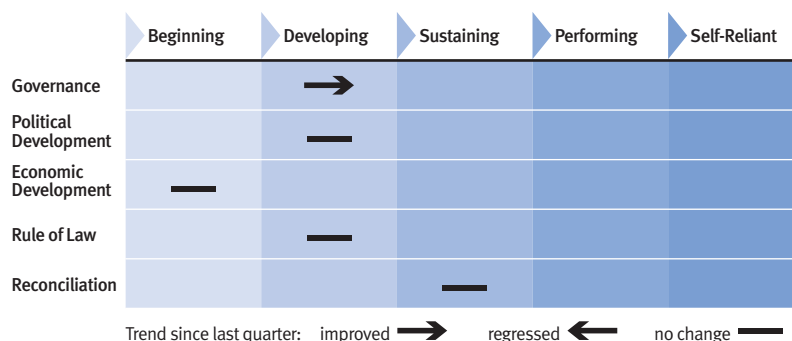 Beginning Developing Sustaining Performing Self-Reliant
Governance
Political
Development
Economic
Development
Rule of Law
Reconciliation
Trend since last quarter: improved regressed no change